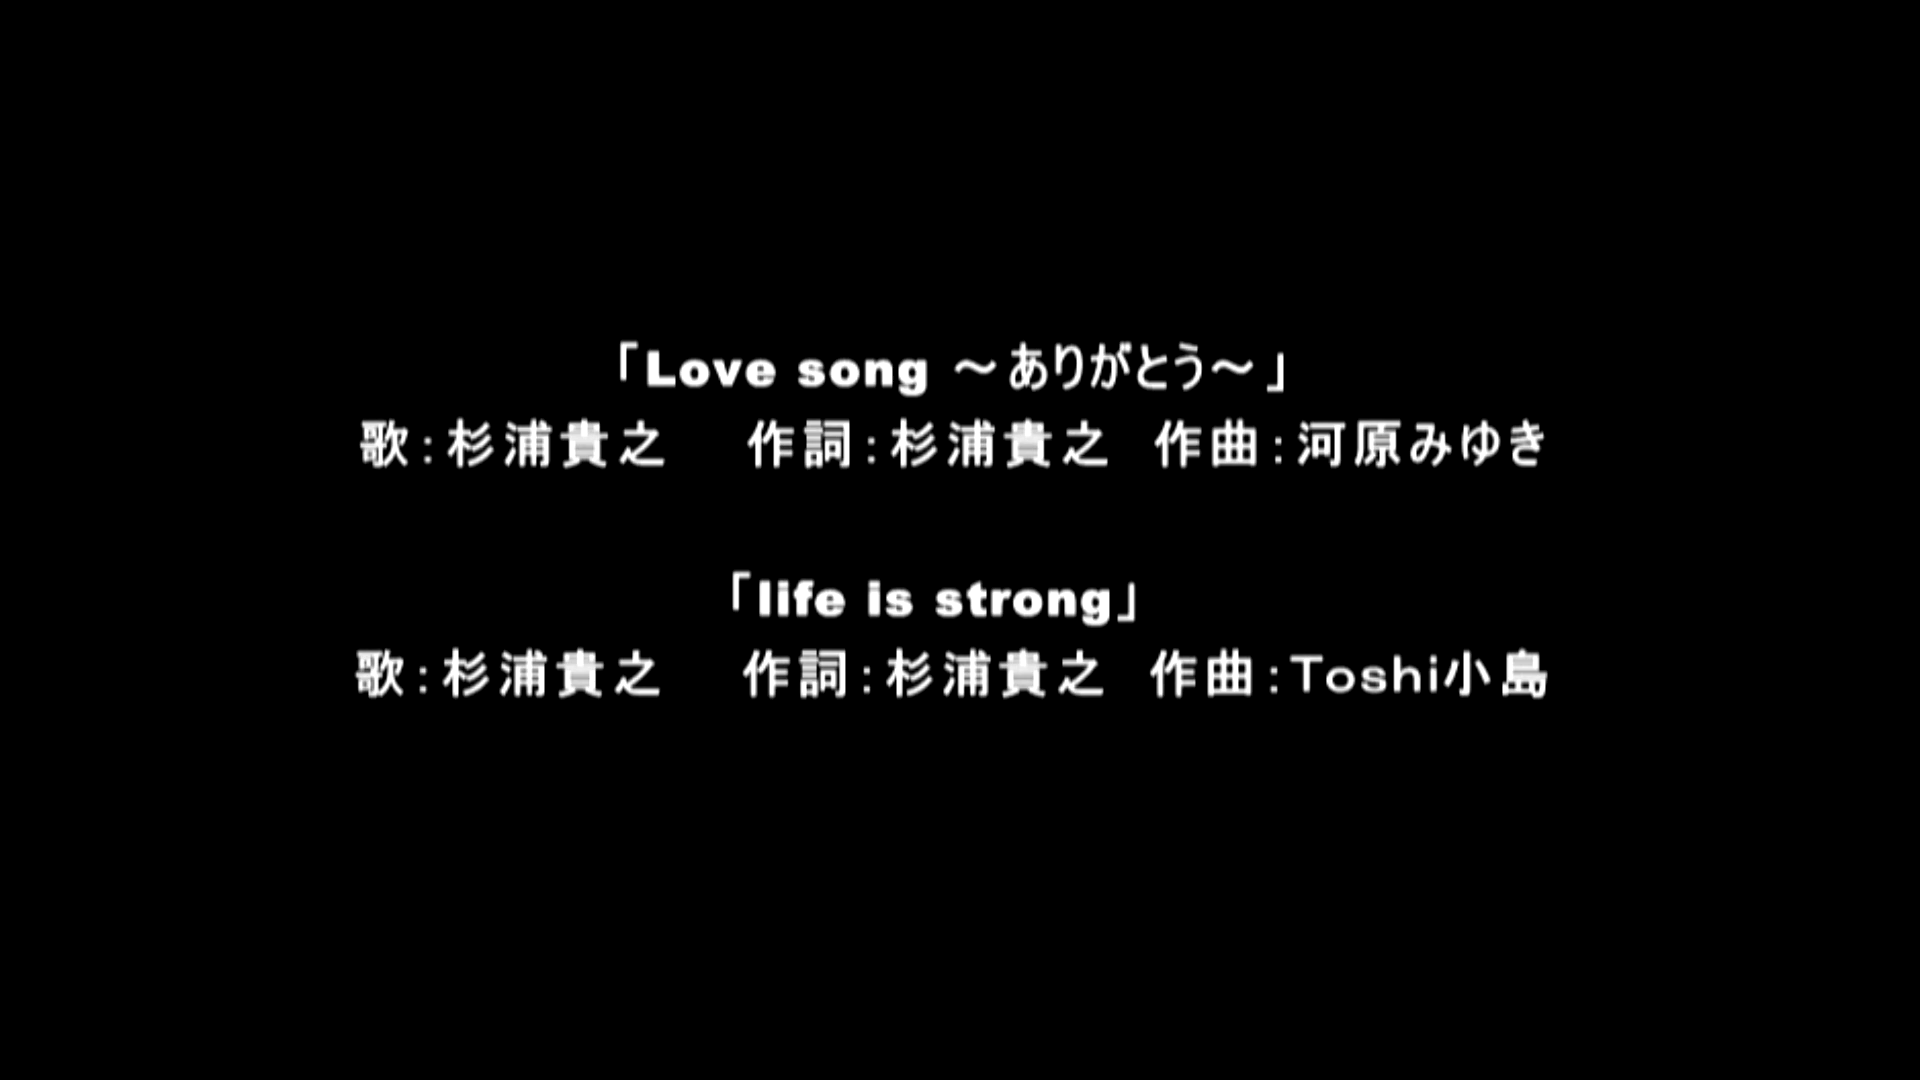 「Love song ～ありがとう～」
歌：杉浦貴之　作詞：杉浦貴之　作曲：河原みゆき
「life is strong」
歌：杉浦貴之　作詞：杉浦貴之　作曲：Toshi小島